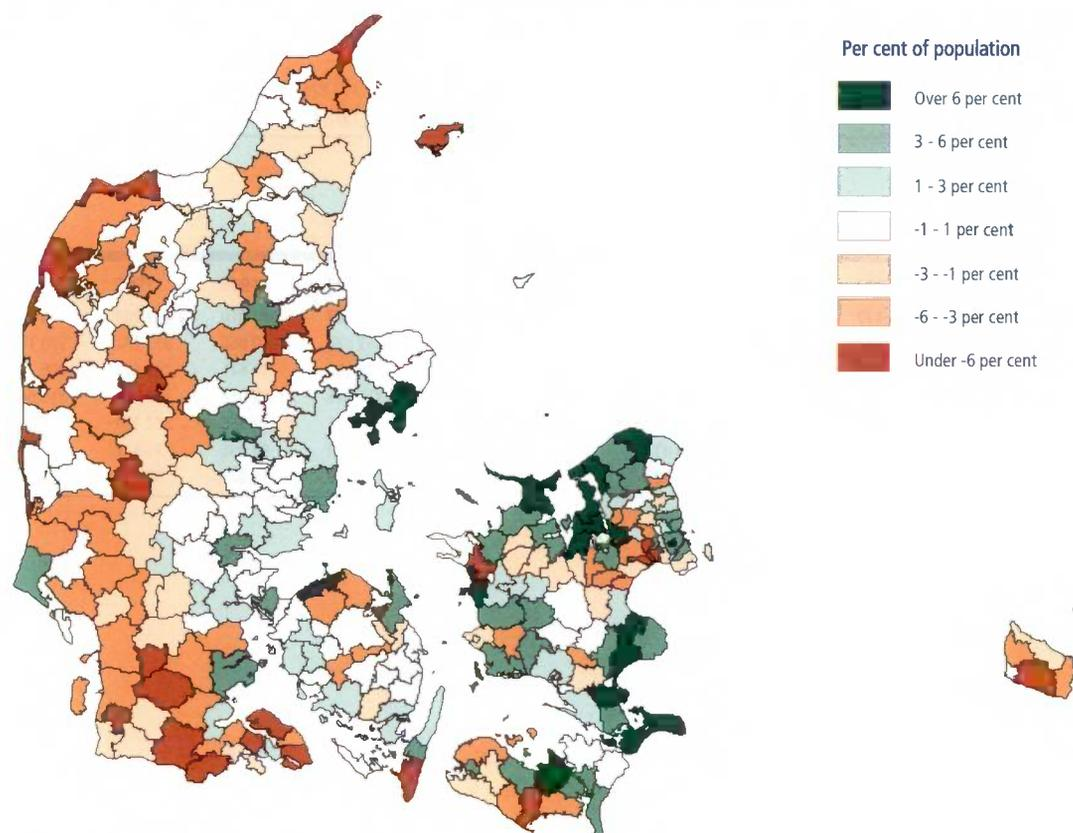 Per cent of population
Over 6 per cent
3 - 6 per cent
1 - 3 per cent
-1 - 1 per cent
-3 - -1 per cent
-6 - -3 per cent
Under -6 per cent